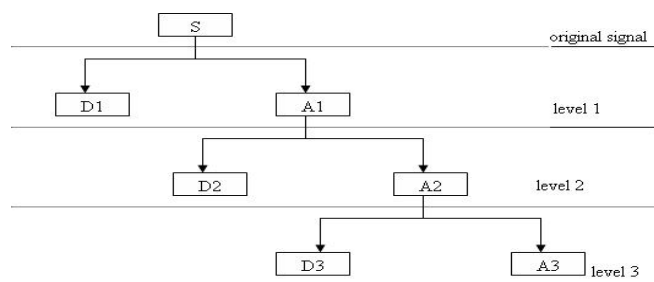 S
original signal
D1
A1
level 1
D2
A2
level 2
D3
A3
level 3